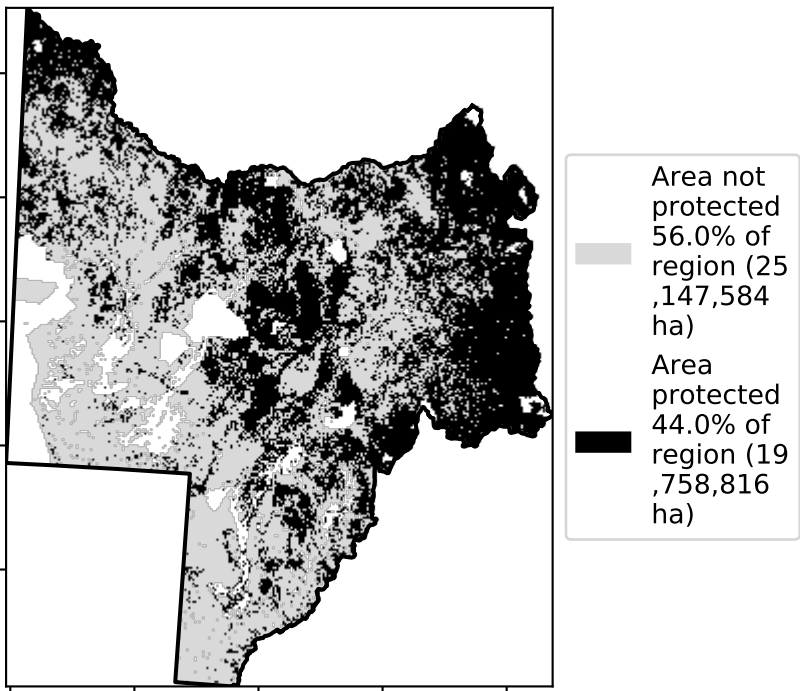 Area not
protected
56.0% of
region (25
,147,584
ha)
Area
protected
44.0% of
region (19
,758,816
ha)